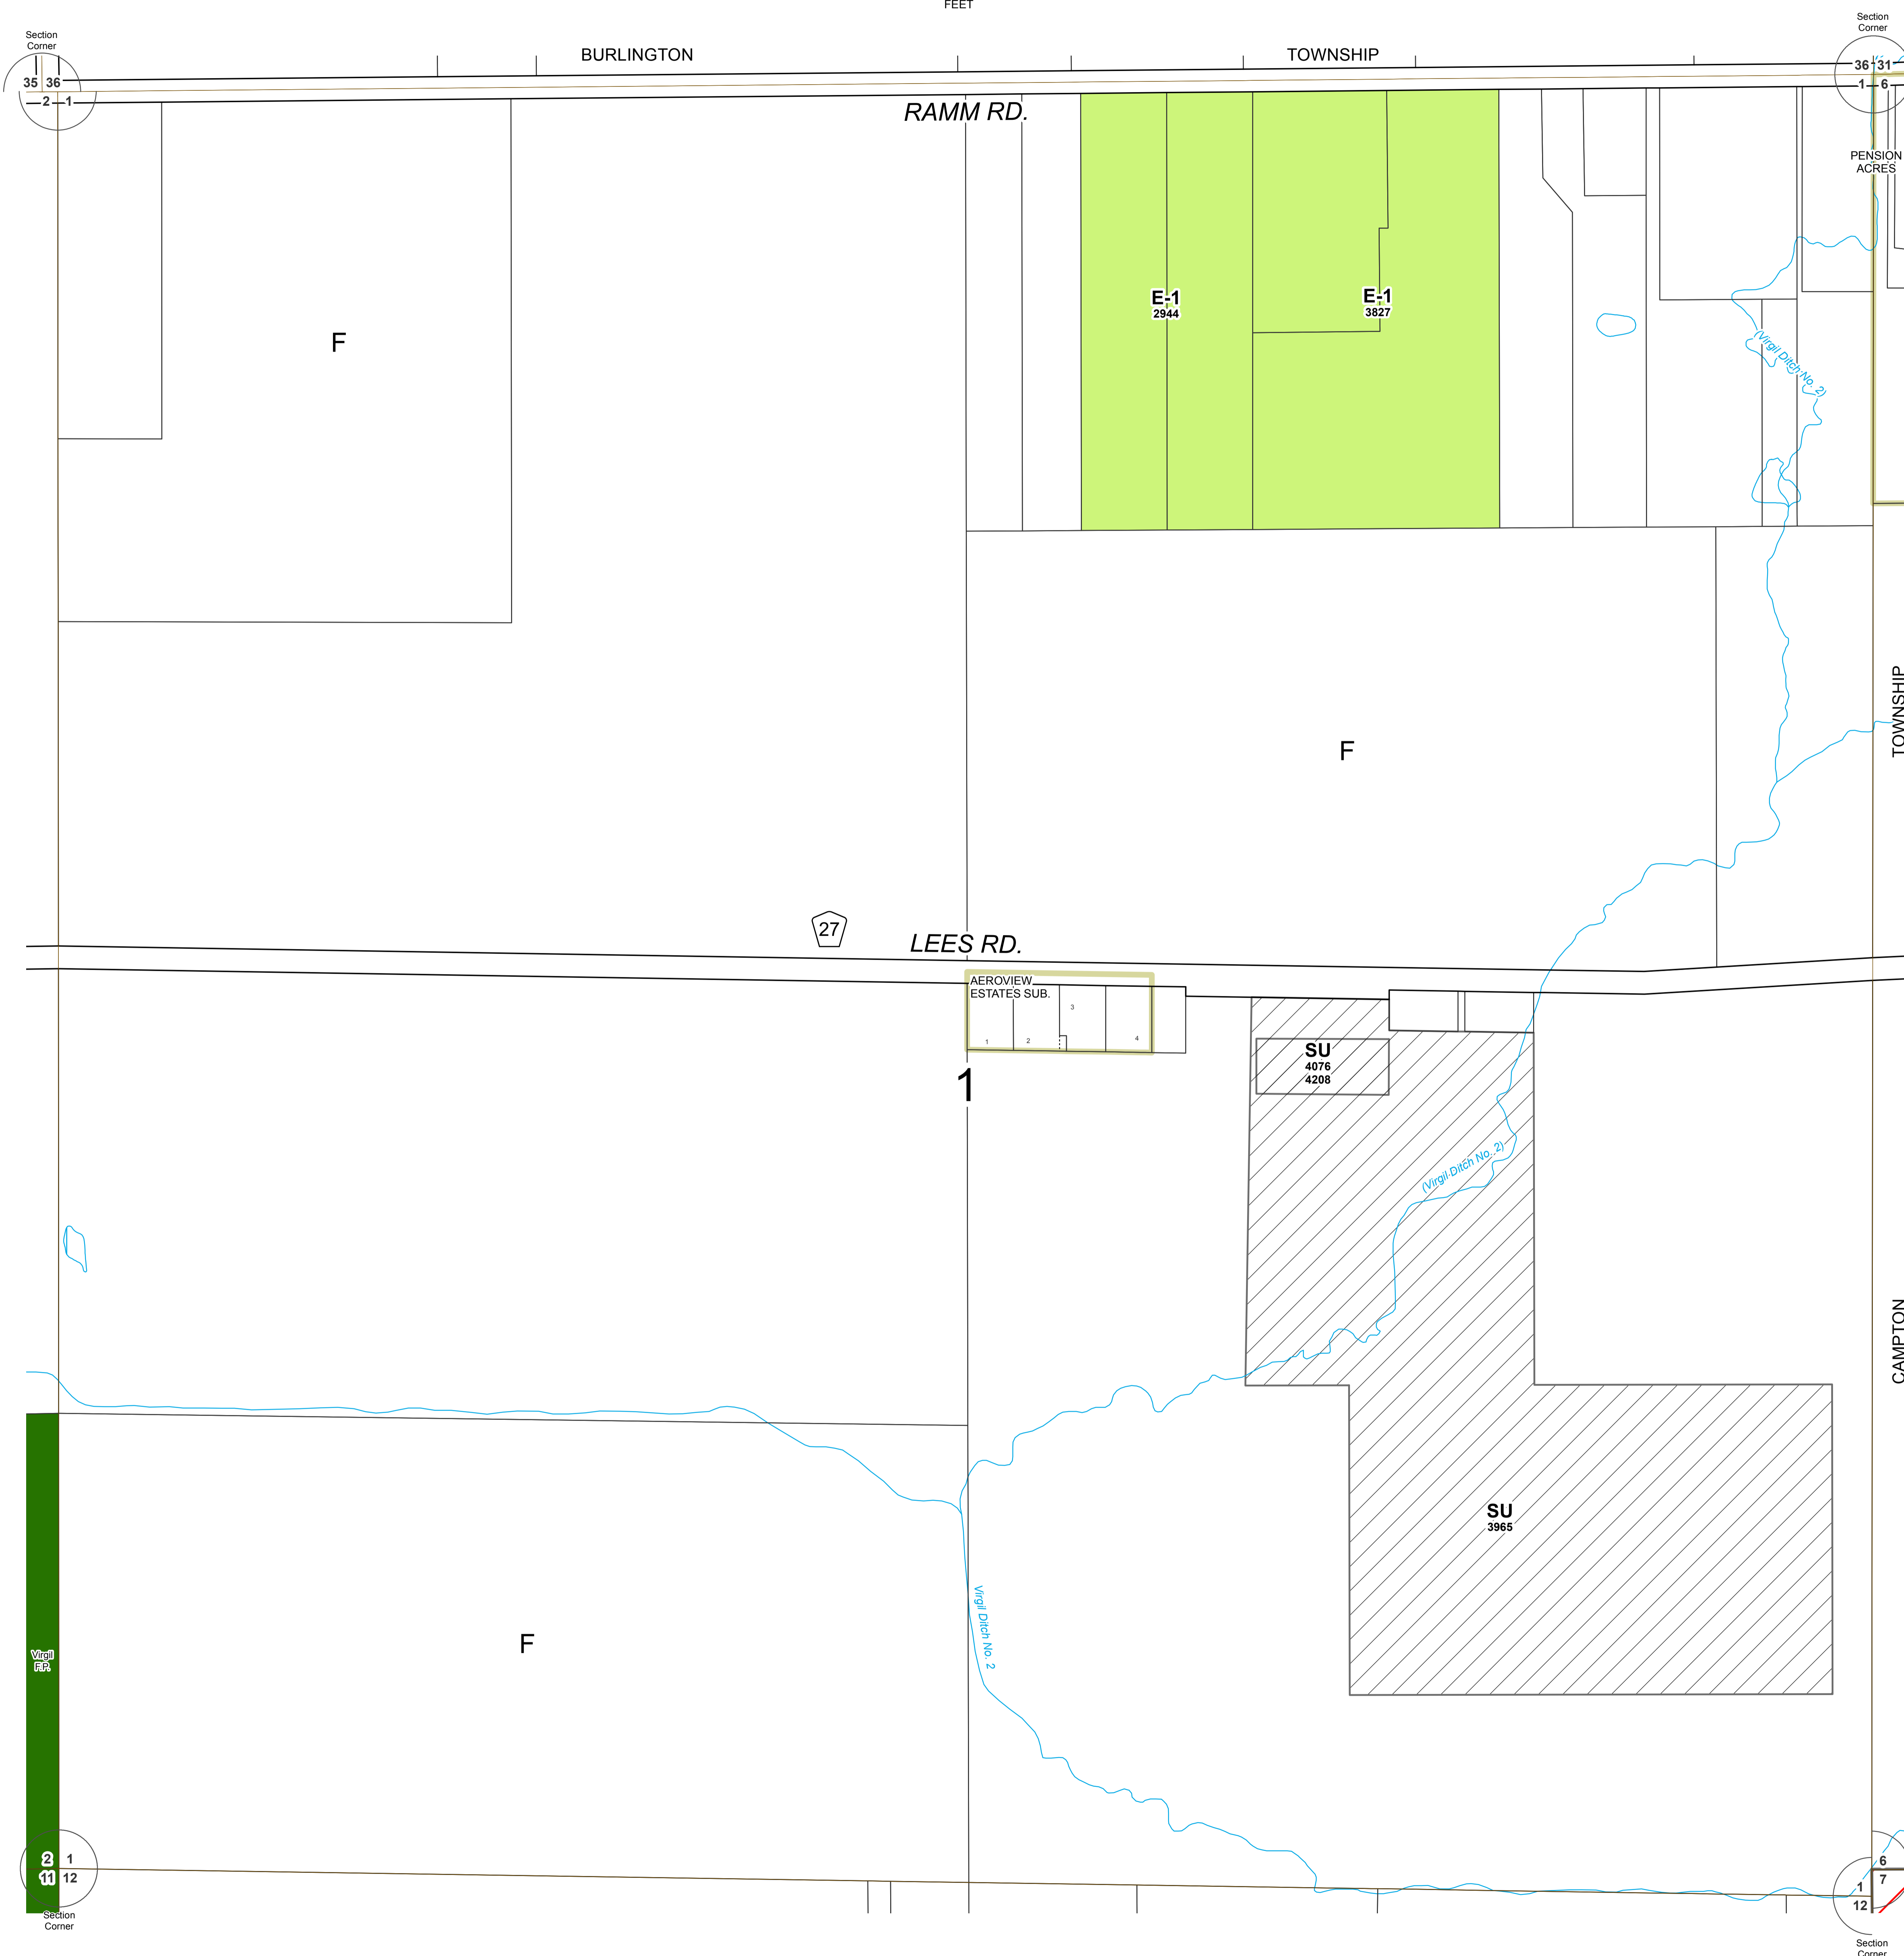 FEET
Section
Corner
Section
Corner
BURLINGTON
TOWNSHIP
35 36
2 1
36 31
1 6
RAMM RD.
PENSION
ACRES
E-1
2944
E-1
3827
F
(Virgil Ditch No. 2)
TOWNSHIP
F
27
LEES RD.
AEROVIEW
ESTATES SUB.
1
2
3
4
1
SU
4076
4208
(Virgil Ditch No. 2)
CAMPTON
SU
3965
Virgil Ditch No. 2
F
Virgil
F.P.
2 1
11 12
Section
Corner
6
1 7
12
Section
Corner